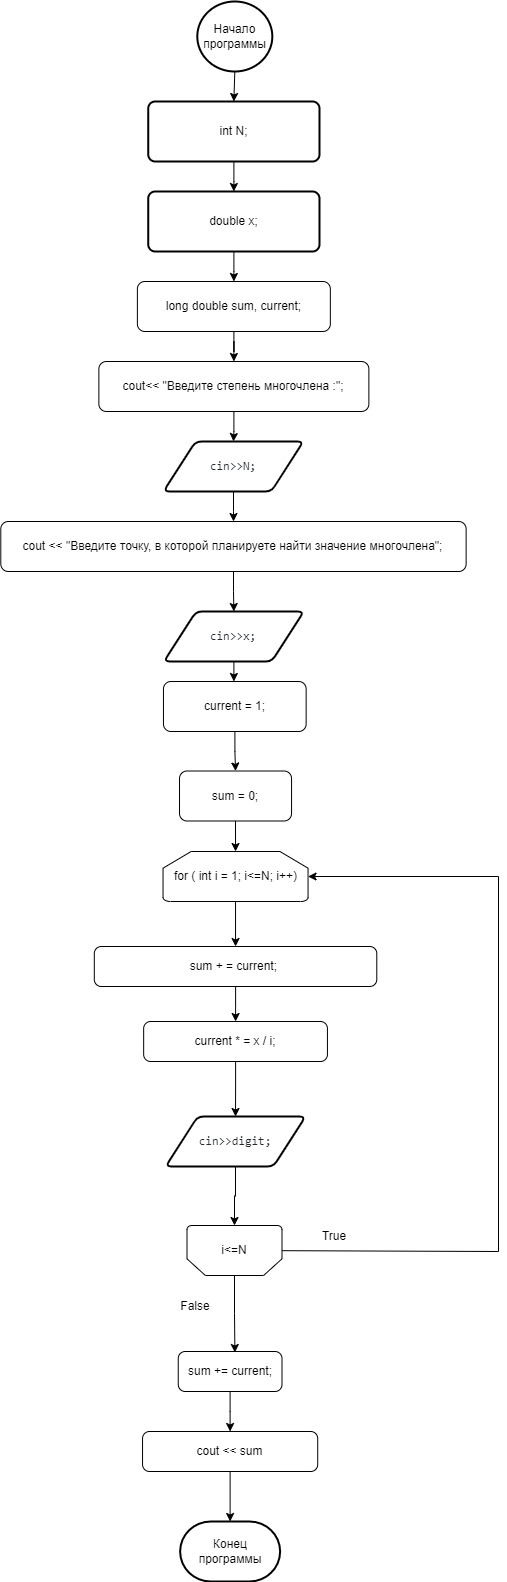 Начало
программы
int N;
double x;
long double sum, current;
cout<< "Введите степень многочлена :";
cin>>N;
cout << "Введите точку, в которой планируете найти значение многочлена";
cin>>x;
current = 1;
sum = 0;
for ( int i = 1; i<=N; i++)
sum + = current;
current * = x / i;
cin>>digit;
i<=N
True
False
sum += current;
cout << sum
Конец
программы